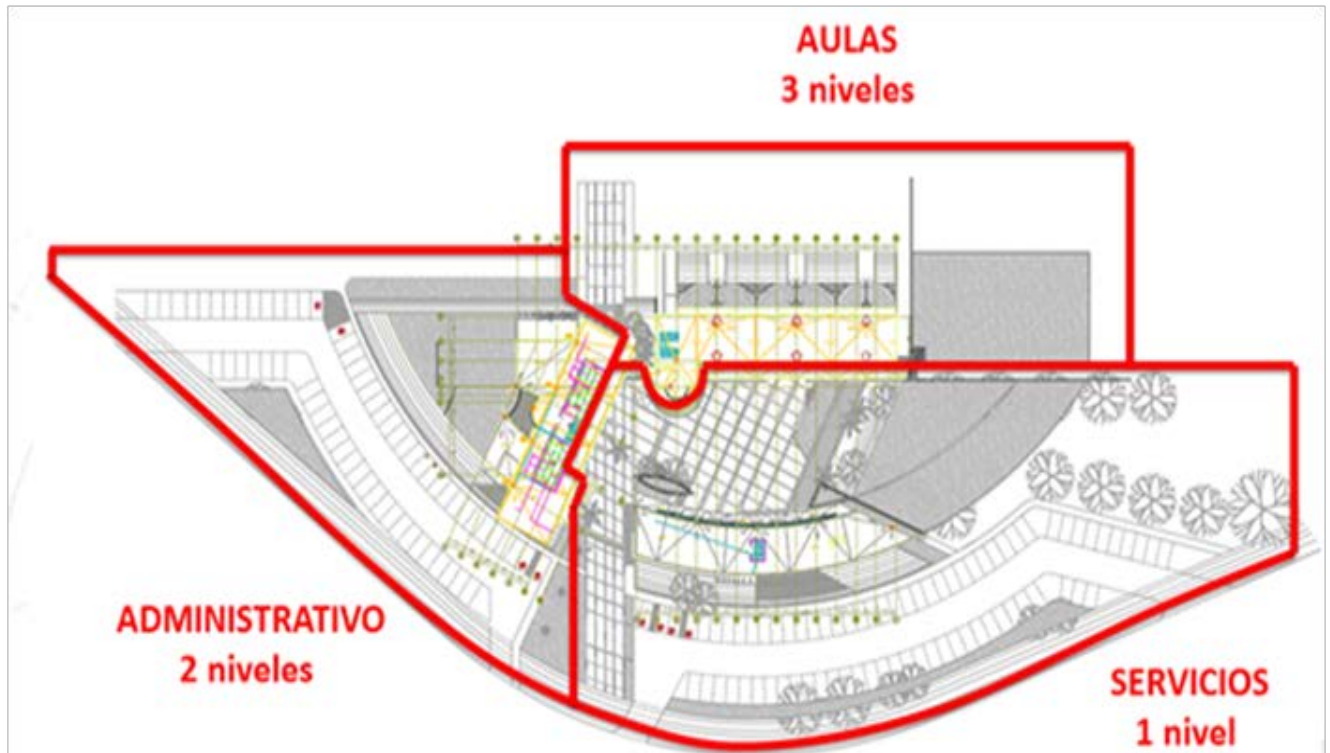 AULAS
3 niveles
ADMINISTRATIVO
2 niveles
SERVICIOS
1 nivel